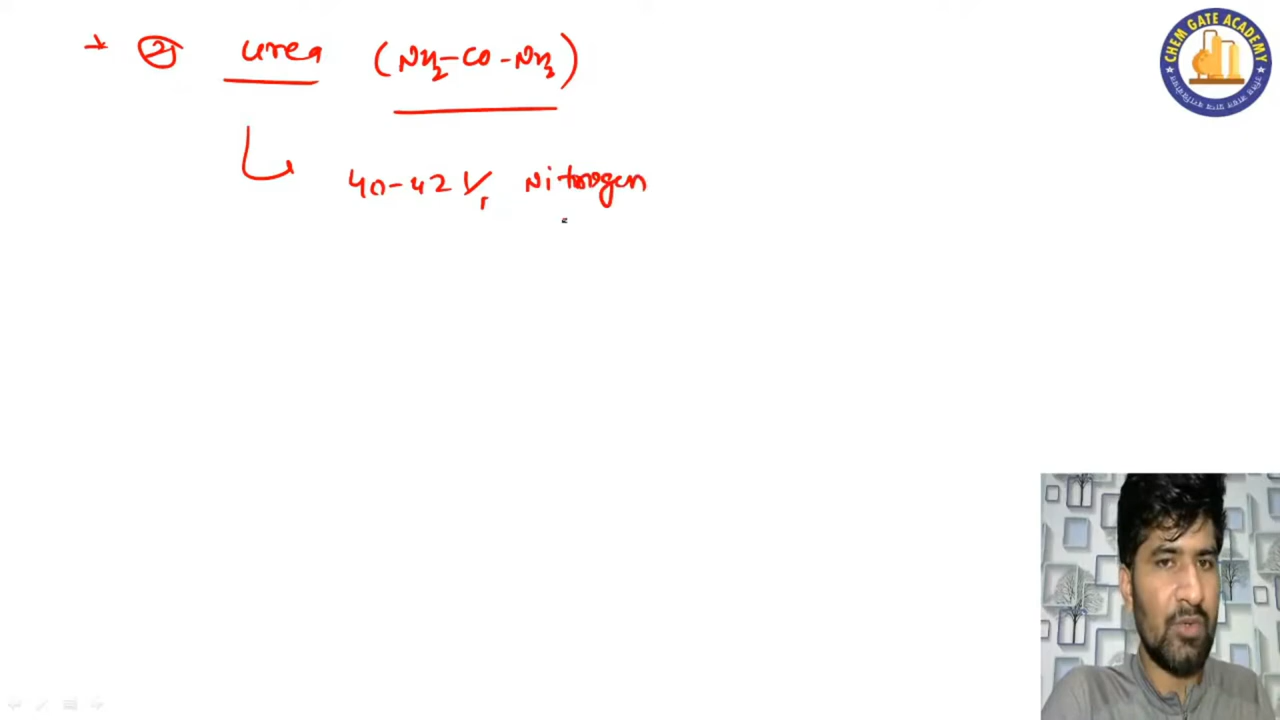 ② urea (NH₂-CO-NH₂)
40-42% Nitrogen
CHEM GATE ACADEMY